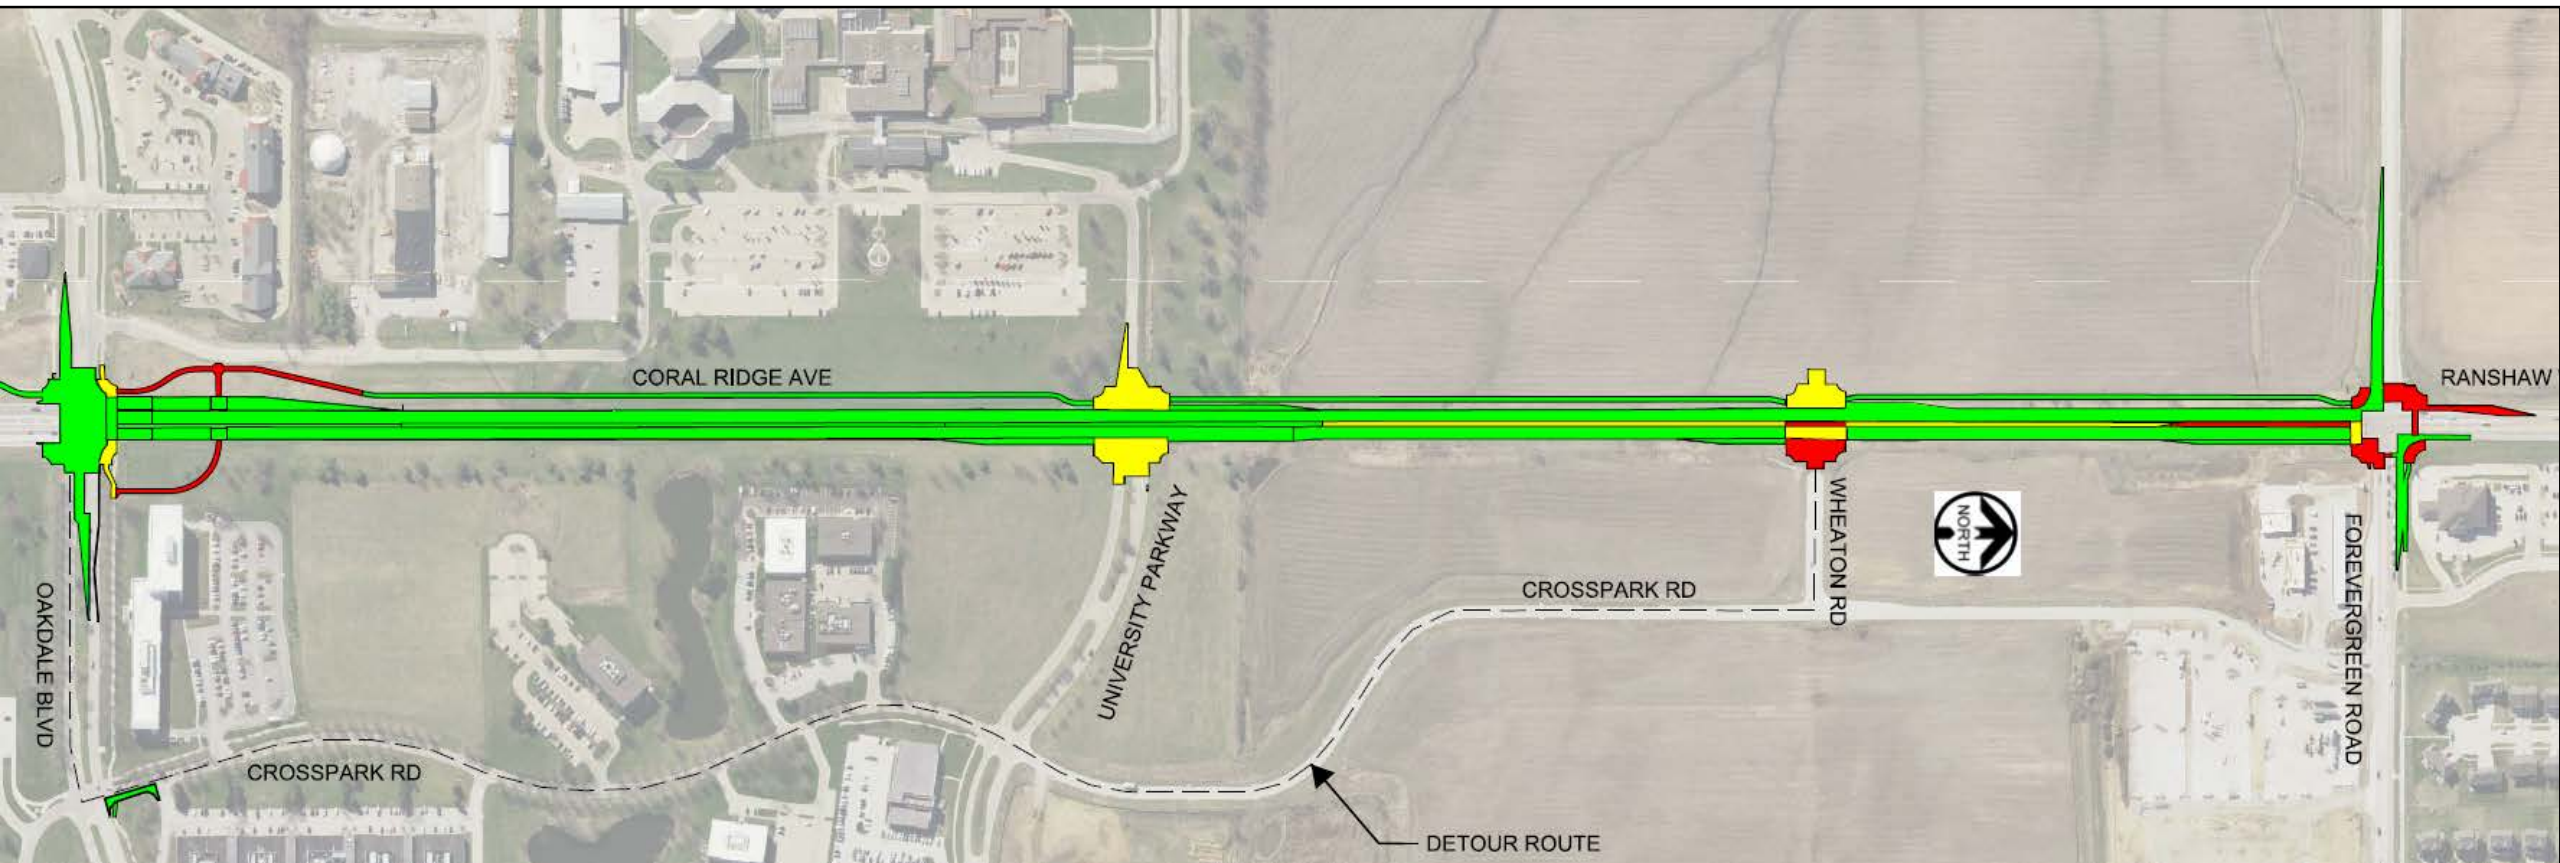 CORAL RIDGE AVE
RANSHAW
OAKDALE BLVD
UNIVERSITY PARKWAY
WHEATON RD
NORTH
FOREVERGREEN ROAD
CROSSPARK RD
CROSSPARK RD
DETOUR ROUTE